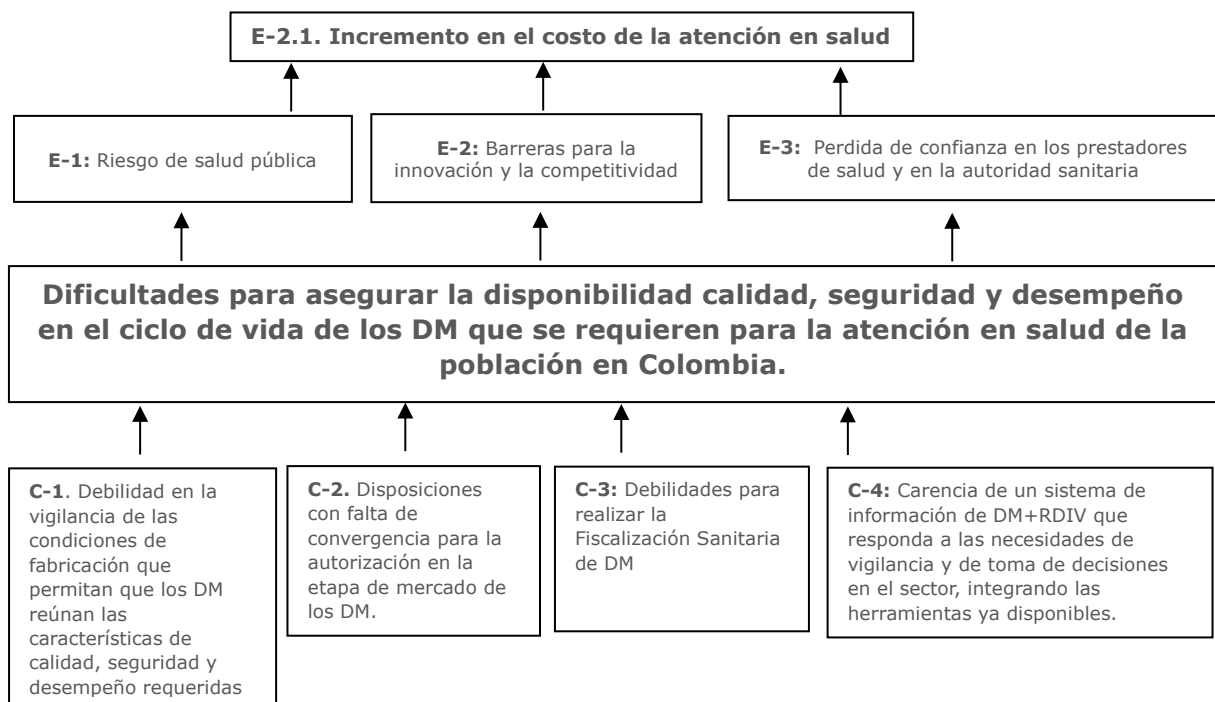 E-2.1. Incremento en el costo de la atención en salud
E-1: Riesgo de salud pública
E-2: Barreras para la
innovación y la competitividad
E-3: Perdida de confianza en los prestadores
de salud y en la autoridad sanitaria
Dificultades para asegurar la disponibilidad calidad, seguridad y desempeño
en el ciclo de vida de los DM que se requieren para la atención en salud de la
población en Colombia.
C-1. Debilidad en la
vigilancia de las
condiciones de
fabricación que
permitan que los DM
reúnan las
características de
calidad, seguridad y
desempeño requeridas
C-2. Disposiciones
con falta de
convergencia para la
autorización en la
etapa de mercado de
los DM.
C-3: Debilidades para
realizar la
Fiscalización Sanitaria
de DM
C-4: Carencia de un sistema de
información de DM+RDIV que
responda a las necesidades de
vigilancia y de toma de decisiones
en el sector, integrando las
herramientas ya disponibles.